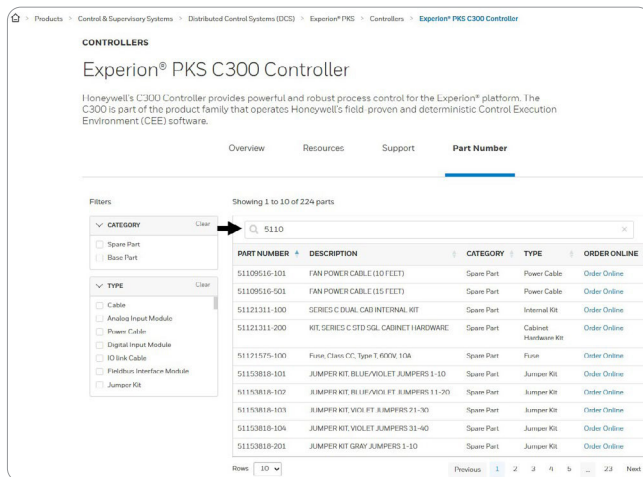 > Products > Control & Supervisory Systems > Distributed Control Systems (DCS) > Experion® PKS > Controllers > Experion® PKS C300 Controller
CONTROLLERS
Experion® PKS C300 Controller
Honeywell's C300 Controller provides powerful and robust process control for the Experion® platform. The
C300 is part of the product family that operates Honeywell's field-proven and deterministic Control Execution
Environment (CEE) software.
Overview Resources Support Part Number
Filters
Showing 1 to 10 of 224 parts
CATEGORY Clear
Spare Part
Base Part
TYPE Clear
Cable
Analog Input Module
Power Cable
Digital Input Module
IO link Cable
Fieldbus Interface Module
Jumper Kit
5110 ×
PART NUMBER DESCRIPTION CATEGORY TYPE ORDER ONLINE
51109516-101 FAN POWER CABLE (10 FEET) Spare Part Power Cable Order Online
51109516-501 FAN POWER CABLE (15 FEET) Spare Part Power Cable Order Online
51121311-100 SERIES C DUAL CAB INTERNAL KIT Spare Part Internal Kit Order Online
51121311-200 KIT, SERIES C STD SGL CABINET HARDWARE Spare Part Cabinet Order Online
Hardware Kit
51121575-100 Fuse, Class CC, Type T, 600V, 10A Spare Part Fuse Order Online
51153818-101 JUMPER KIT, BLUE/VIOLET JUMPERS 1-10 Spare Part Jumper Kit Order Online
51153818-102 JUMPER KIT, BLUE/VIOLET JUMPERS 11-20 Spare Part Jumper Kit Order Online
51153818-103 JUMPER KIT, VIOLET JUMPERS 21-30 Spare Part Jumper Kit Order Online
51153818-104 JUMPER KIT, VIOLET JUMPERS 31-40 Spare Part Jumper Kit Order Online
51153818-201 JUMPER KIT GRAY JUMPERS 1-10 Spare Part Jumper Kit Order Online
Rows 10 Previous 1 2 3 4 5 ... 23 Next